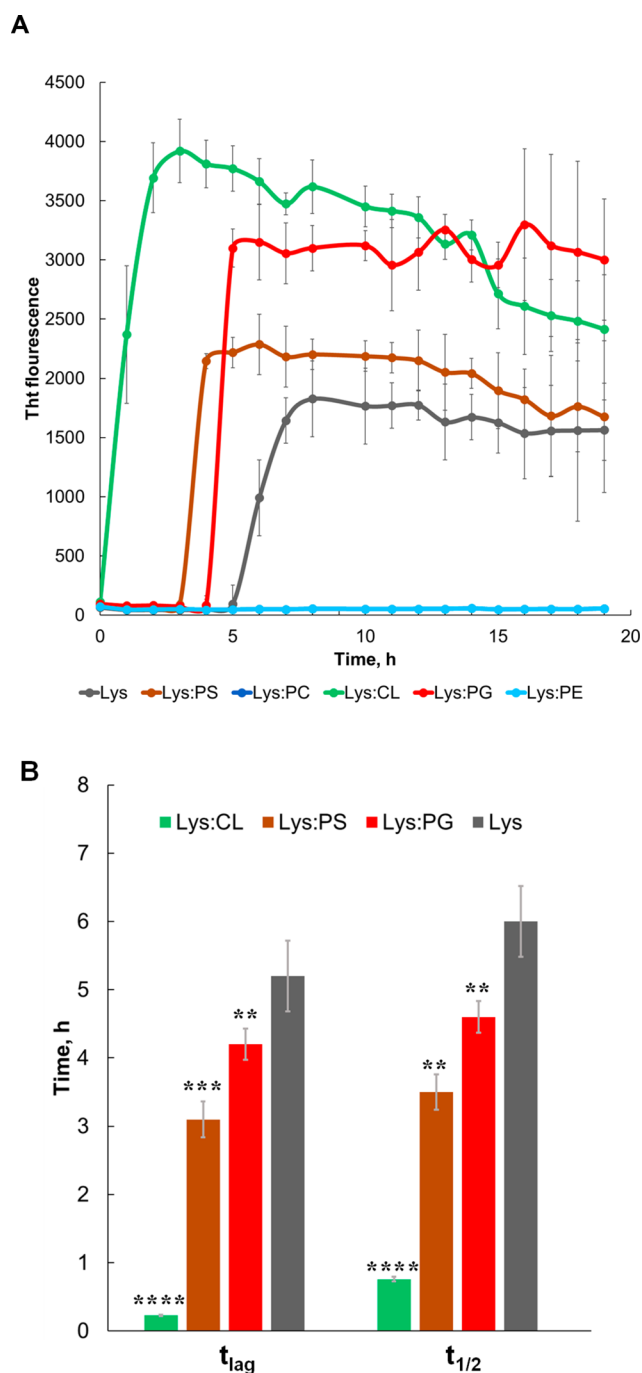 A
4500
4000
3500
3000
2500
2000
1500
1000
500
0
Tht flourescence
0 5 10 15 20
Time, h
Lys Lys:PS Lys:PC Lys:CL Lys:PG Lys:PE
B
8
7
6
5
4
3
2
1
0
Time, h
Lys:CL Lys:PS Lys:PG Lys
**** *** ** **** ** **
tlag t1/2